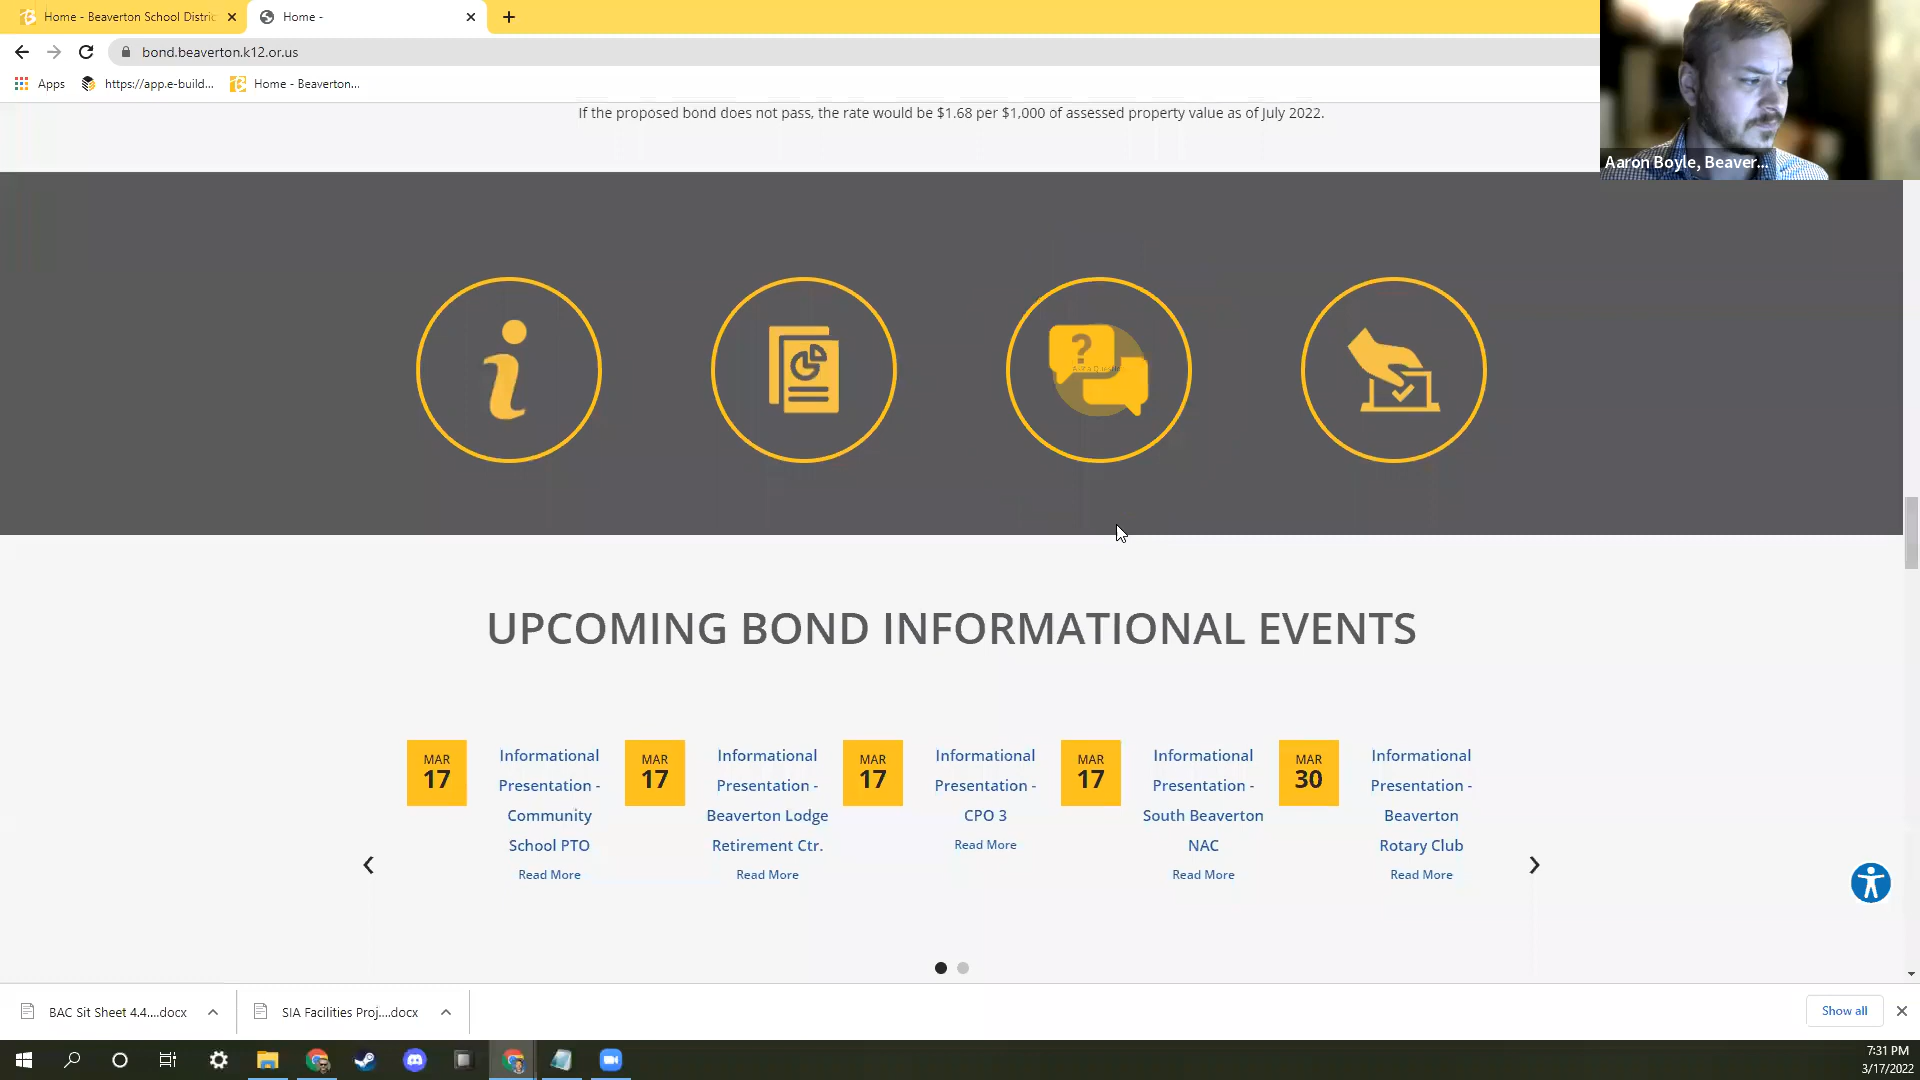 Home - Beaverton School Distric
Home -
bond.beaverton.k12.or.us
Apps
https://app.e-build...
Home - Beaverton...
If the proposed bond does not pass, the rate would be $1.68 per $1,000 of assessed property value as of July 2022.
Aaron Boyle, Beaver...
UPCOMING BOND INFORMATIONAL EVENTS
MAR
17
Informational
Presentation -
Community
School PTO
Read More
MAR
17
Informational
Presentation -
Beaverton Lodge
Retirement Ctr.
Read More
MAR
17
Informational
Presentation -
CPO 3
Read More
MAR
17
Informational
Presentation -
South Beaverton
NAC
Read More
MAR
30
Informational
Presentation -
Beaverton
Rotary Club
Read More
BAC Sit Sheet 4.4....docx
SIA Facilities Proj....docx
Show all
7:31 PM
3/17/2022